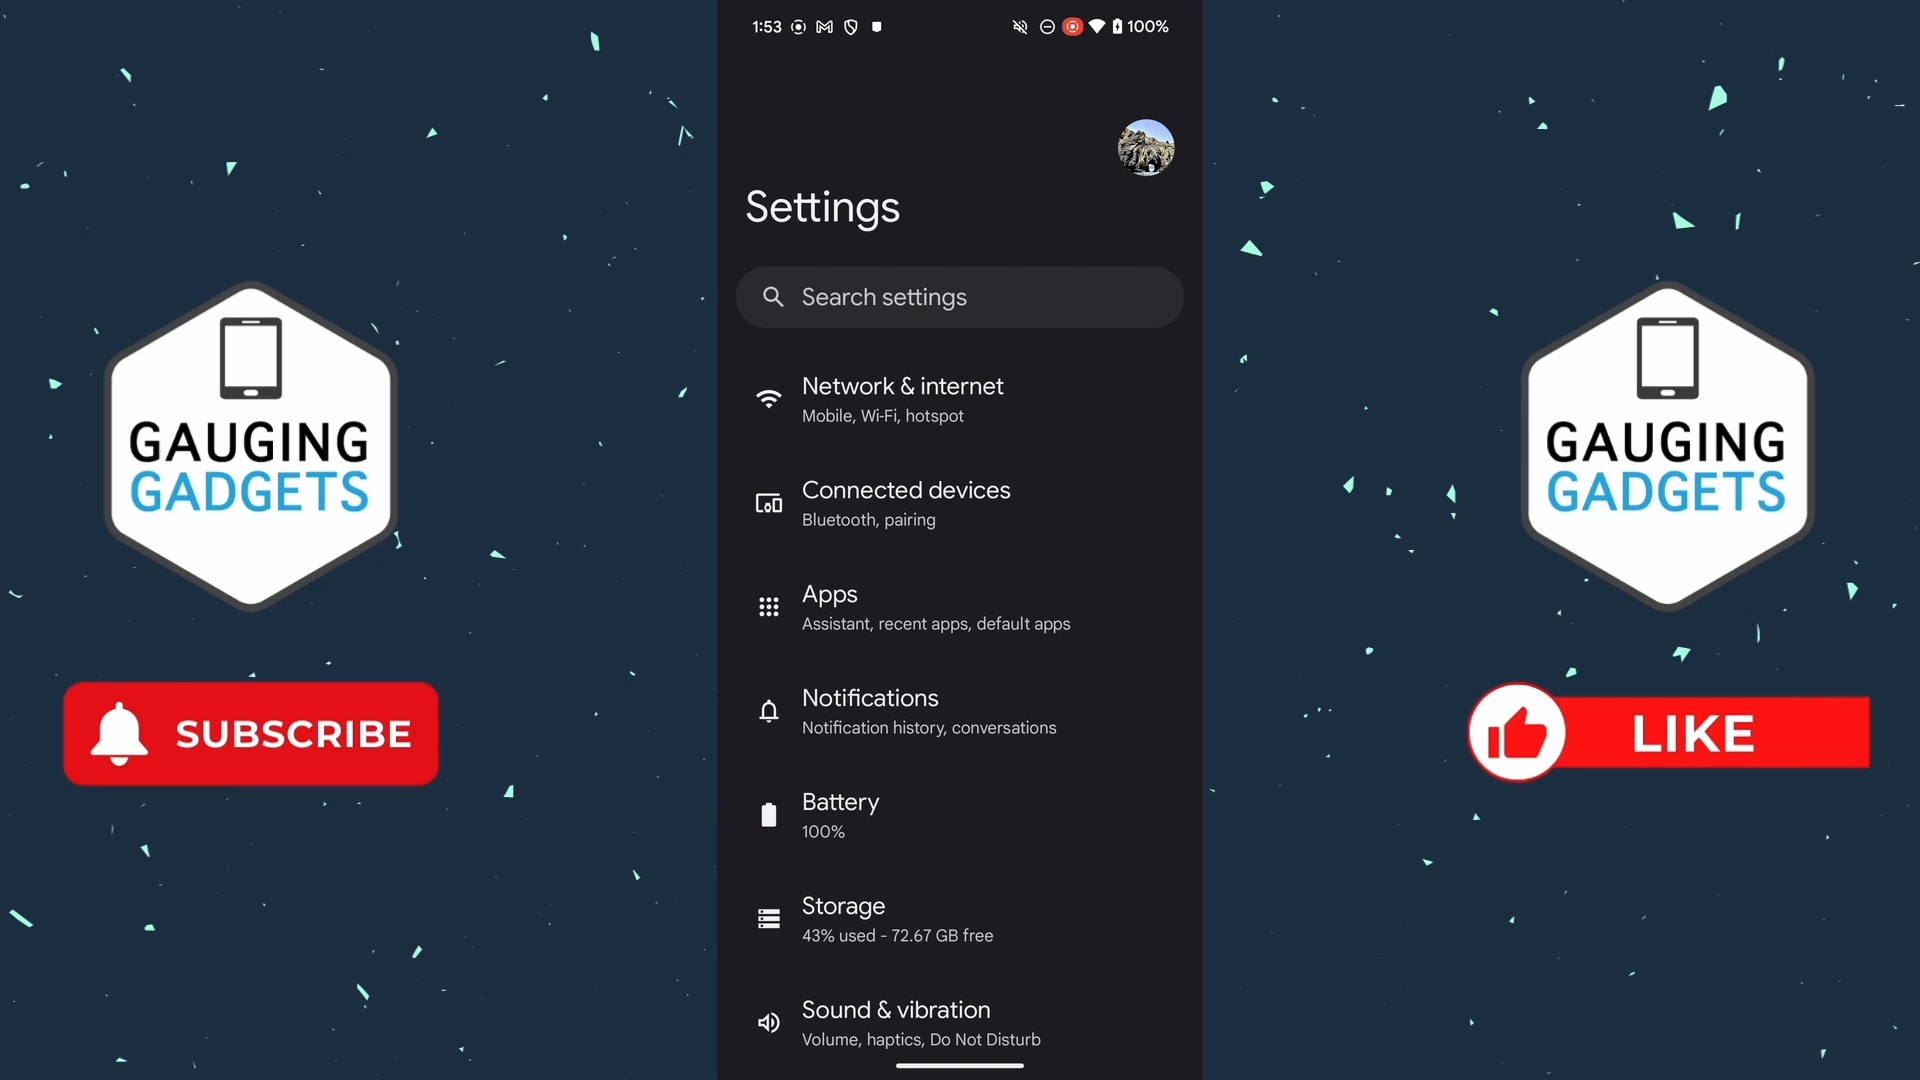 1:53
100%
Settings
Search settings
Network & internet
Mobile, Wi-Fi, hotspot
Connected devices
Bluetooth, pairing
Apps
Assistant, recent apps, default apps
Notifications
Notification history, conversations
Battery
100%
Storage
43% used - 72.67 GB free
Sound & vibration
Volume, haptics, Do Not Disturb
GAUGING
GADGETS
SUBSCRIBE
GAUGING
GADGETS
LIKE